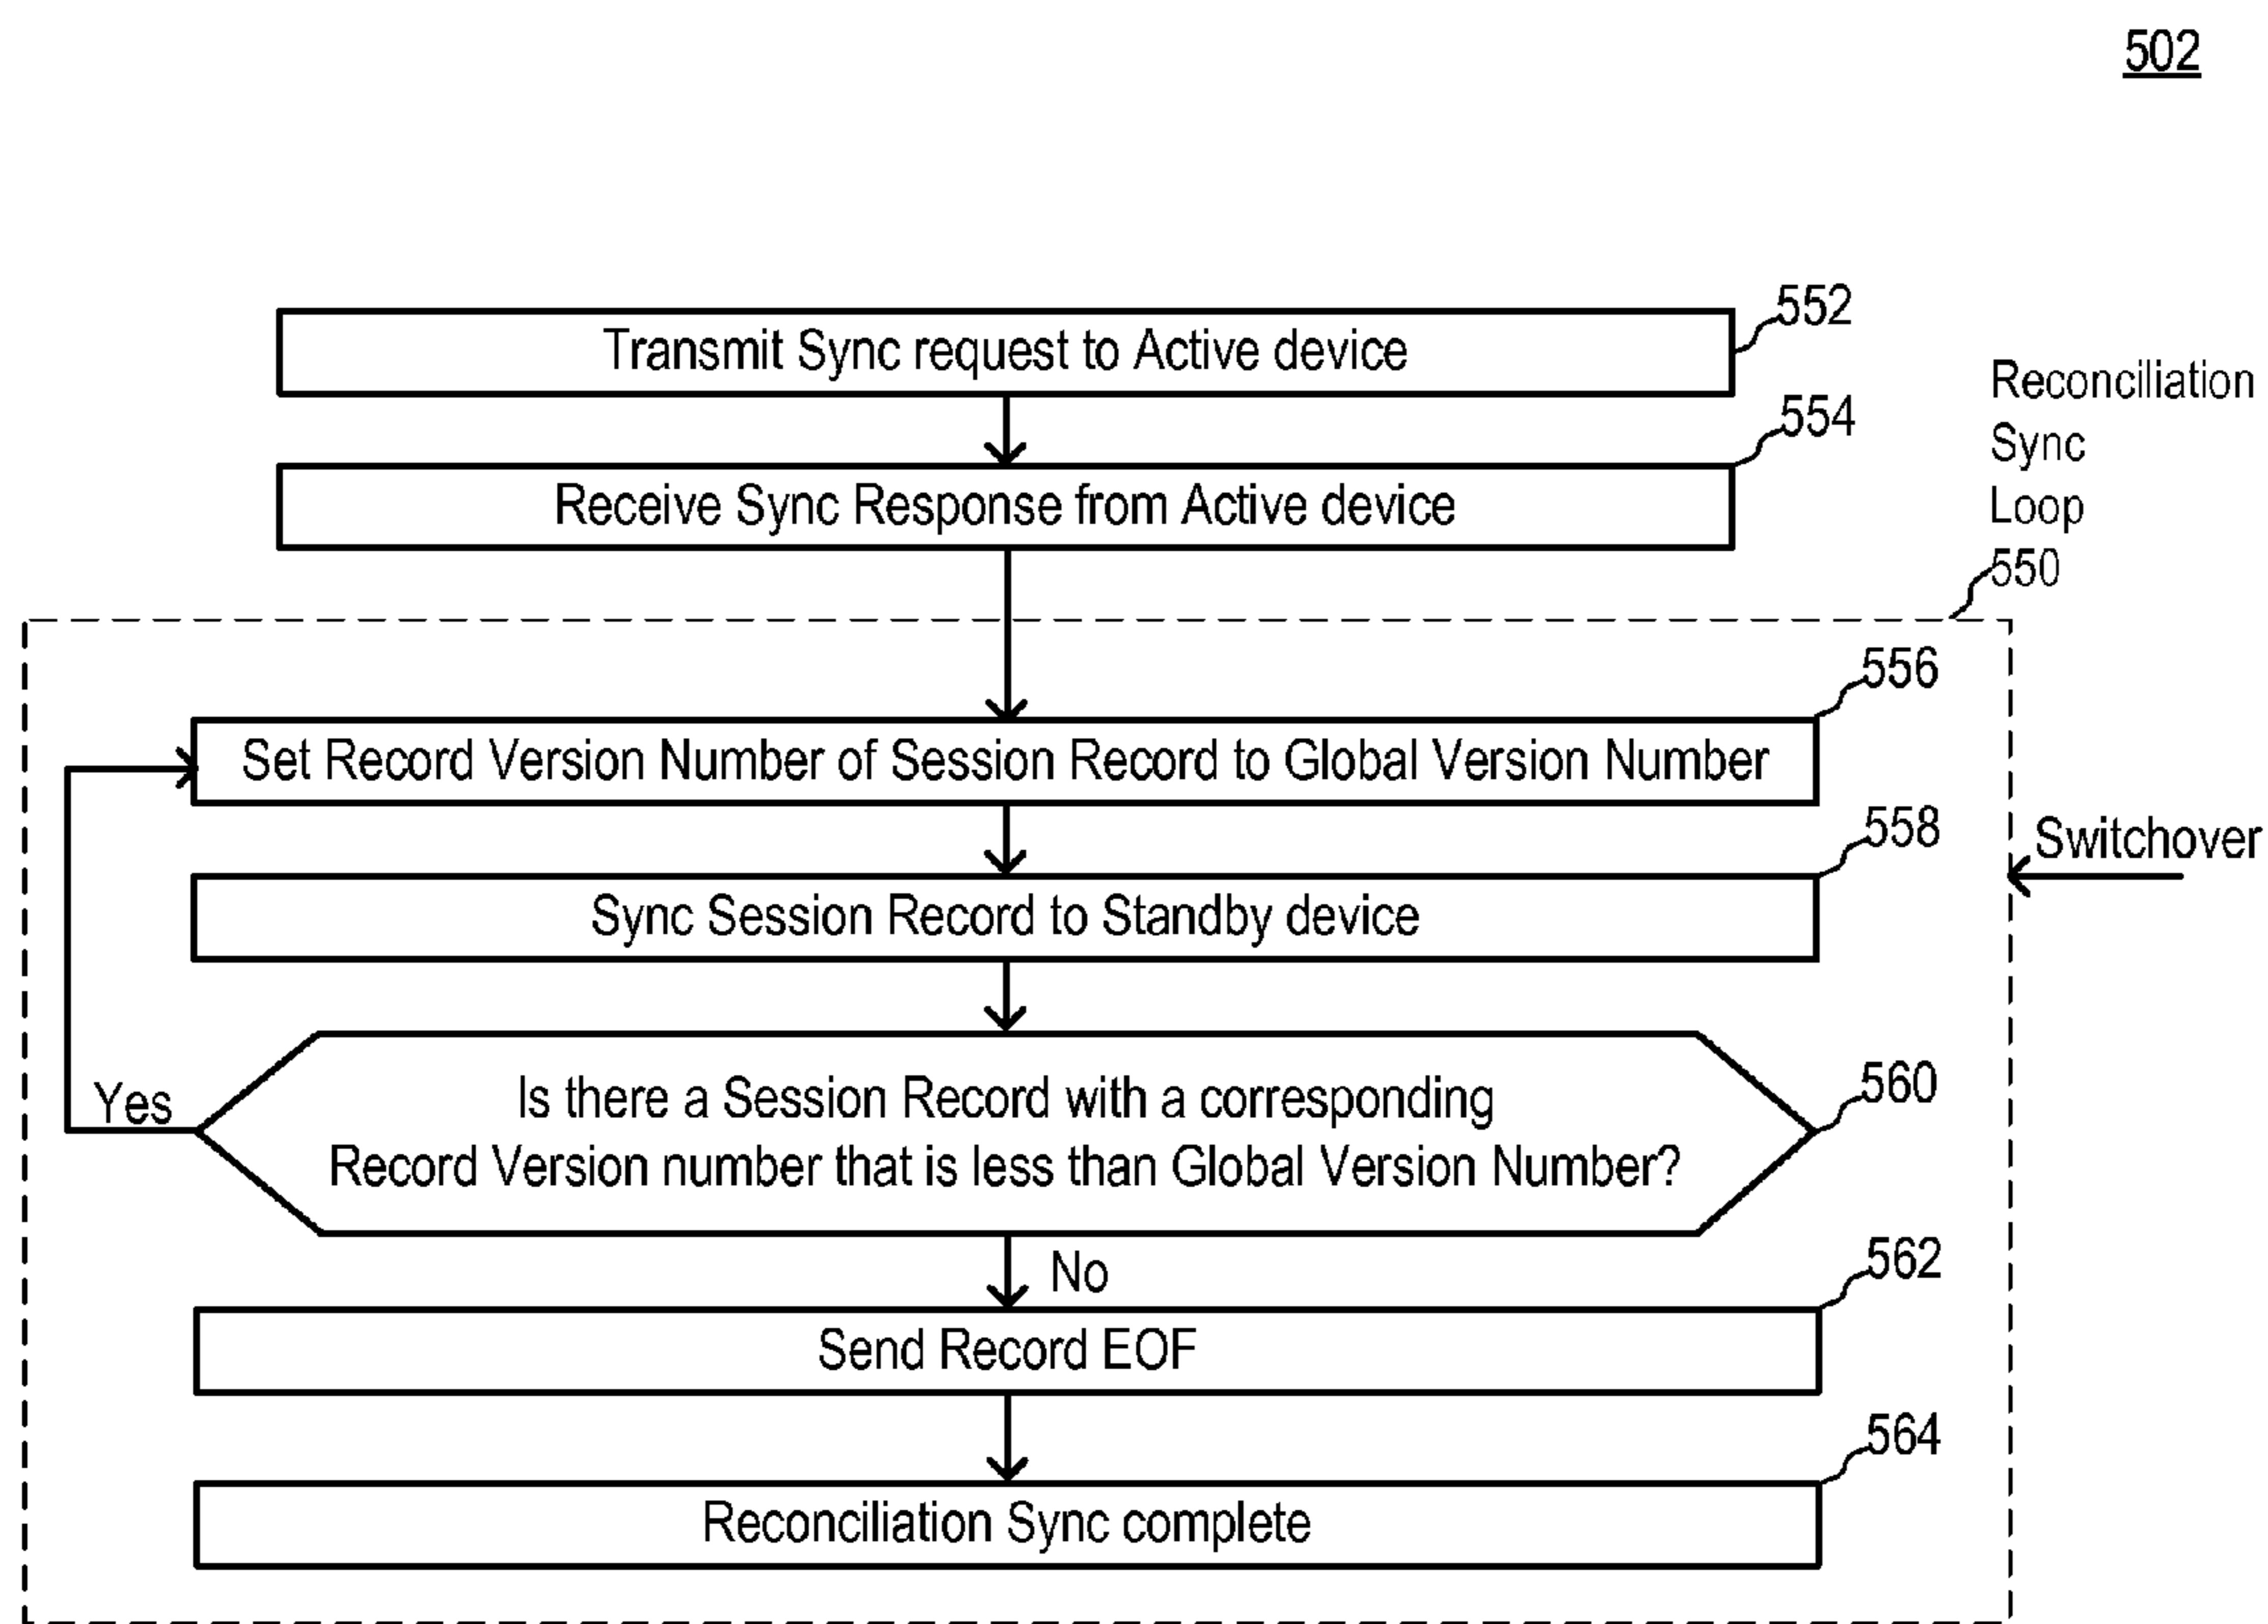 502
Transmit Sync request to Active device
552
Receive Sync Response from Active device
554
Reconciliation
Sync
Loop
550
Set Record Version Number of Session Record to Global Version Number
556
Sync Session Record to Standby device
558
Switchover
Is there a Session Record with a corresponding
Record Version number that is less than Global Version Number?
560
Yes
No
Send Record EOF
562
Reconciliation Sync complete
564